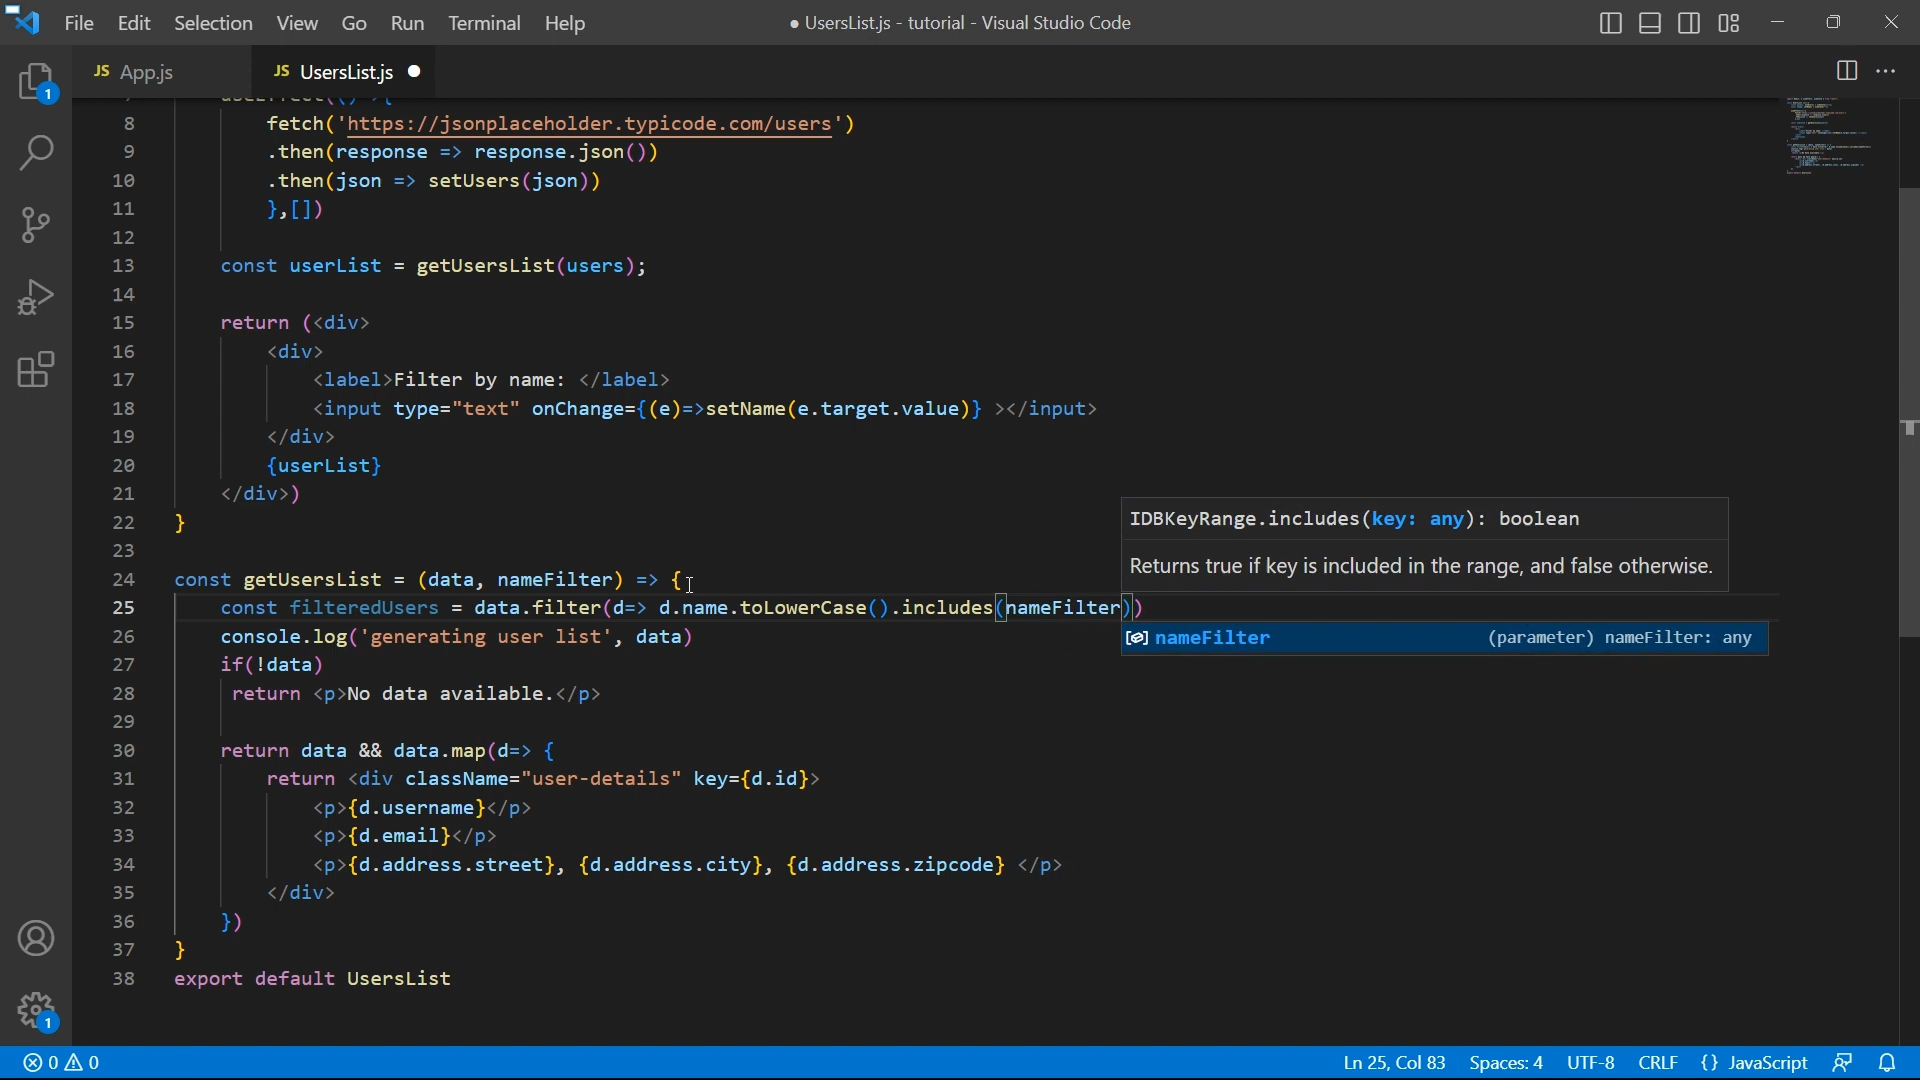 File Edit Selection View Go Run Terminal Help
● UsersList.js - tutorial - Visual Studio Code
JS App.js
JS UsersList.js ●
1
8 fetch('https://jsonplaceholder.typicode.com/users')
9 .then(response => response.json())
10 .then(json => setUsers(json))
11 },[])
12
13 const userList = getUsersList(users);
14
15 return (<div>
16 <div>
17 <label>Filter by name: </label>
18 <input type="text" onChange={(e)=>setName(e.target.value)} ></input>
19 </div>
20 {userList}
21 </div>)
22 }
23
24 const getUsersList = (data, nameFilter) => {
25 const filteredUsers = data.filter(d=> d.name.toLowerCase().includes(nameFilter))
26 console.log('generating user list', data)
27 if(!data)
28 return <p>No data available.</p>
29
30 return data && data.map(d=> {
31 return <div className="user-details" key={d.id}>
32 <p>{d.username}</p>
33 <p>{d.email}</p>
34 <p>{d.address.street}, {d.address.city}, {d.address.zipcode} </p>
35 </div>
36 })
37 }
38 export default UsersList
IDBKeyRange.includes(key: any): boolean
Returns true if key is included in the range, and false otherwise.
nameFilter (parameter) nameFilter: any
1
0 0
Ln 25, Col 83 Spaces: 4 UTF-8 CRLF {} JavaScript